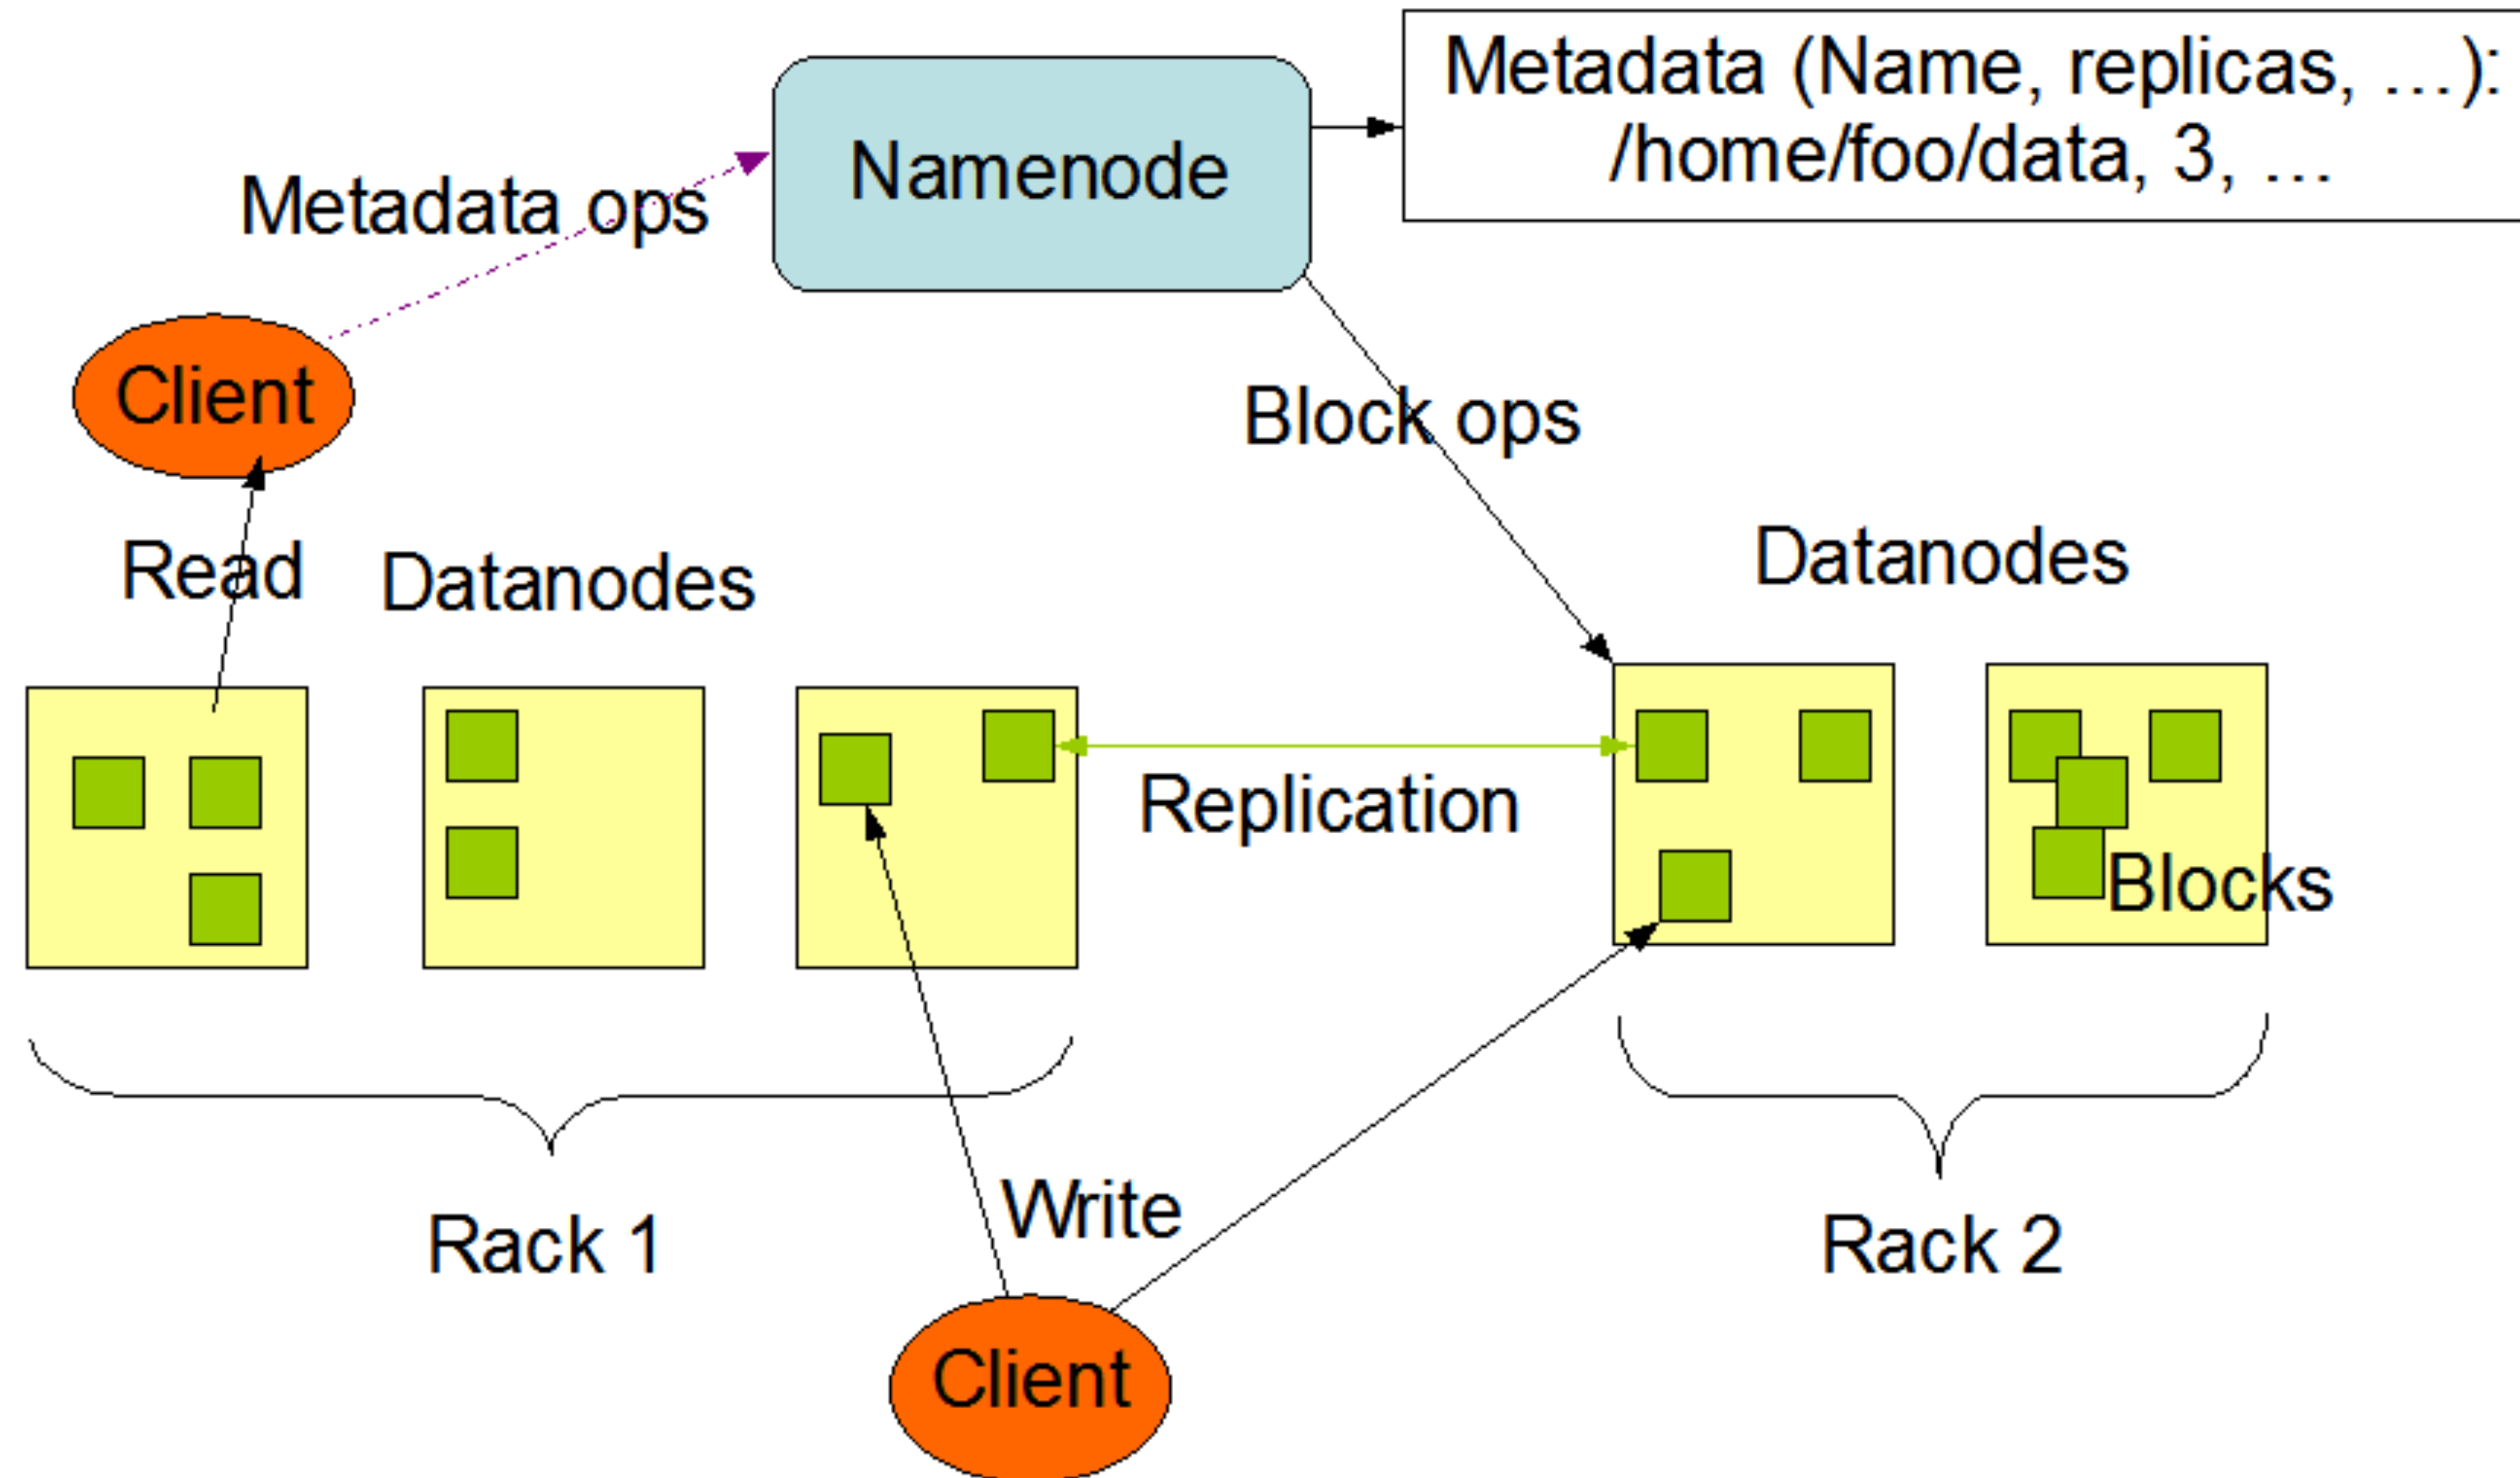 Metadata (Name, replicas, …):
/home/foo/data, 3, …
Namenode
Metadata ops
Client
Block ops
Read
Datanodes
Datanodes
Replication
Blocks
Write
Rack 1
Rack 2
Client